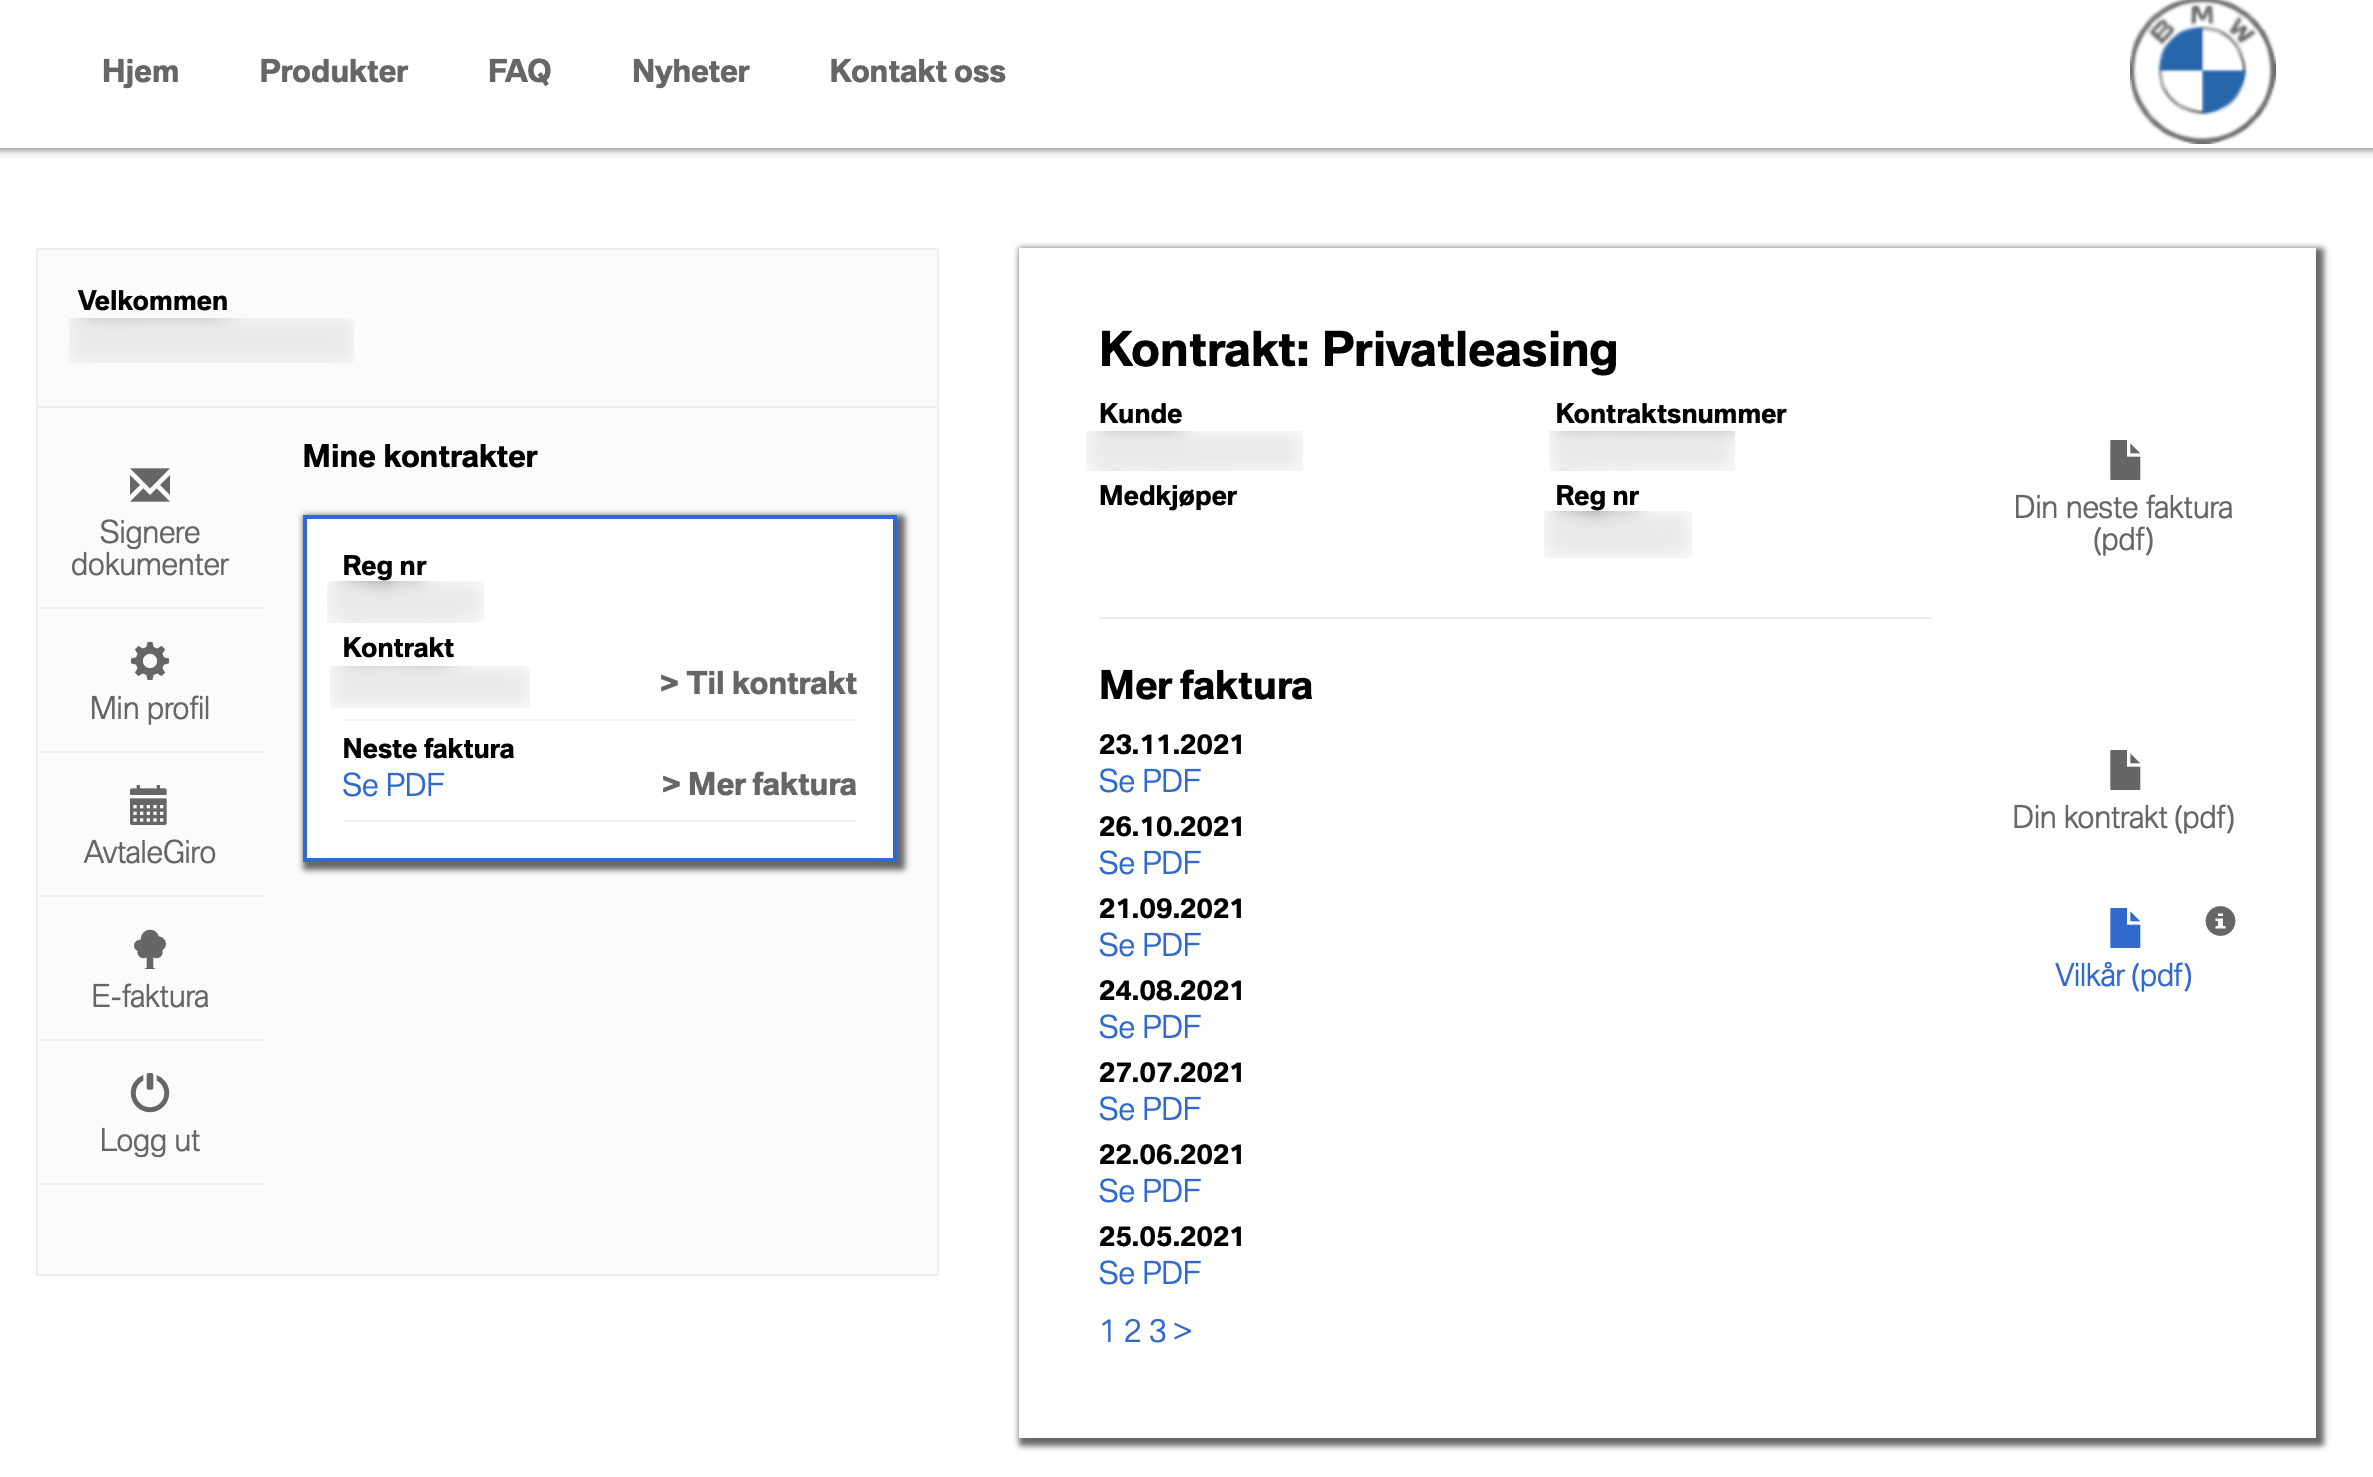 Hjem Produkter FAQ Nyheter Kontakt oss
BMW
Velkommen
Signere
dokumenter
Min profil
AvtaleGiro
E-faktura
Logg ut
Mine kontrakter
Reg nr
Kontrakt
> Til kontrakt
Neste faktura
Se PDF
> Mer faktura
Kontrakt: Privatleasing
Kunde
Kontraktsnummer
Medkjøper
Reg nr
Mer faktura
23.11.2021
Se PDF
26.10.2021
Se PDF
21.09.2021
Se PDF
24.08.2021
Se PDF
27.07.2021
Se PDF
22.06.2021
Se PDF
25.05.2021
Se PDF
1 2 3 >
Din neste faktura
(pdf)
Din kontrakt (pdf)
Vilkår (pdf)